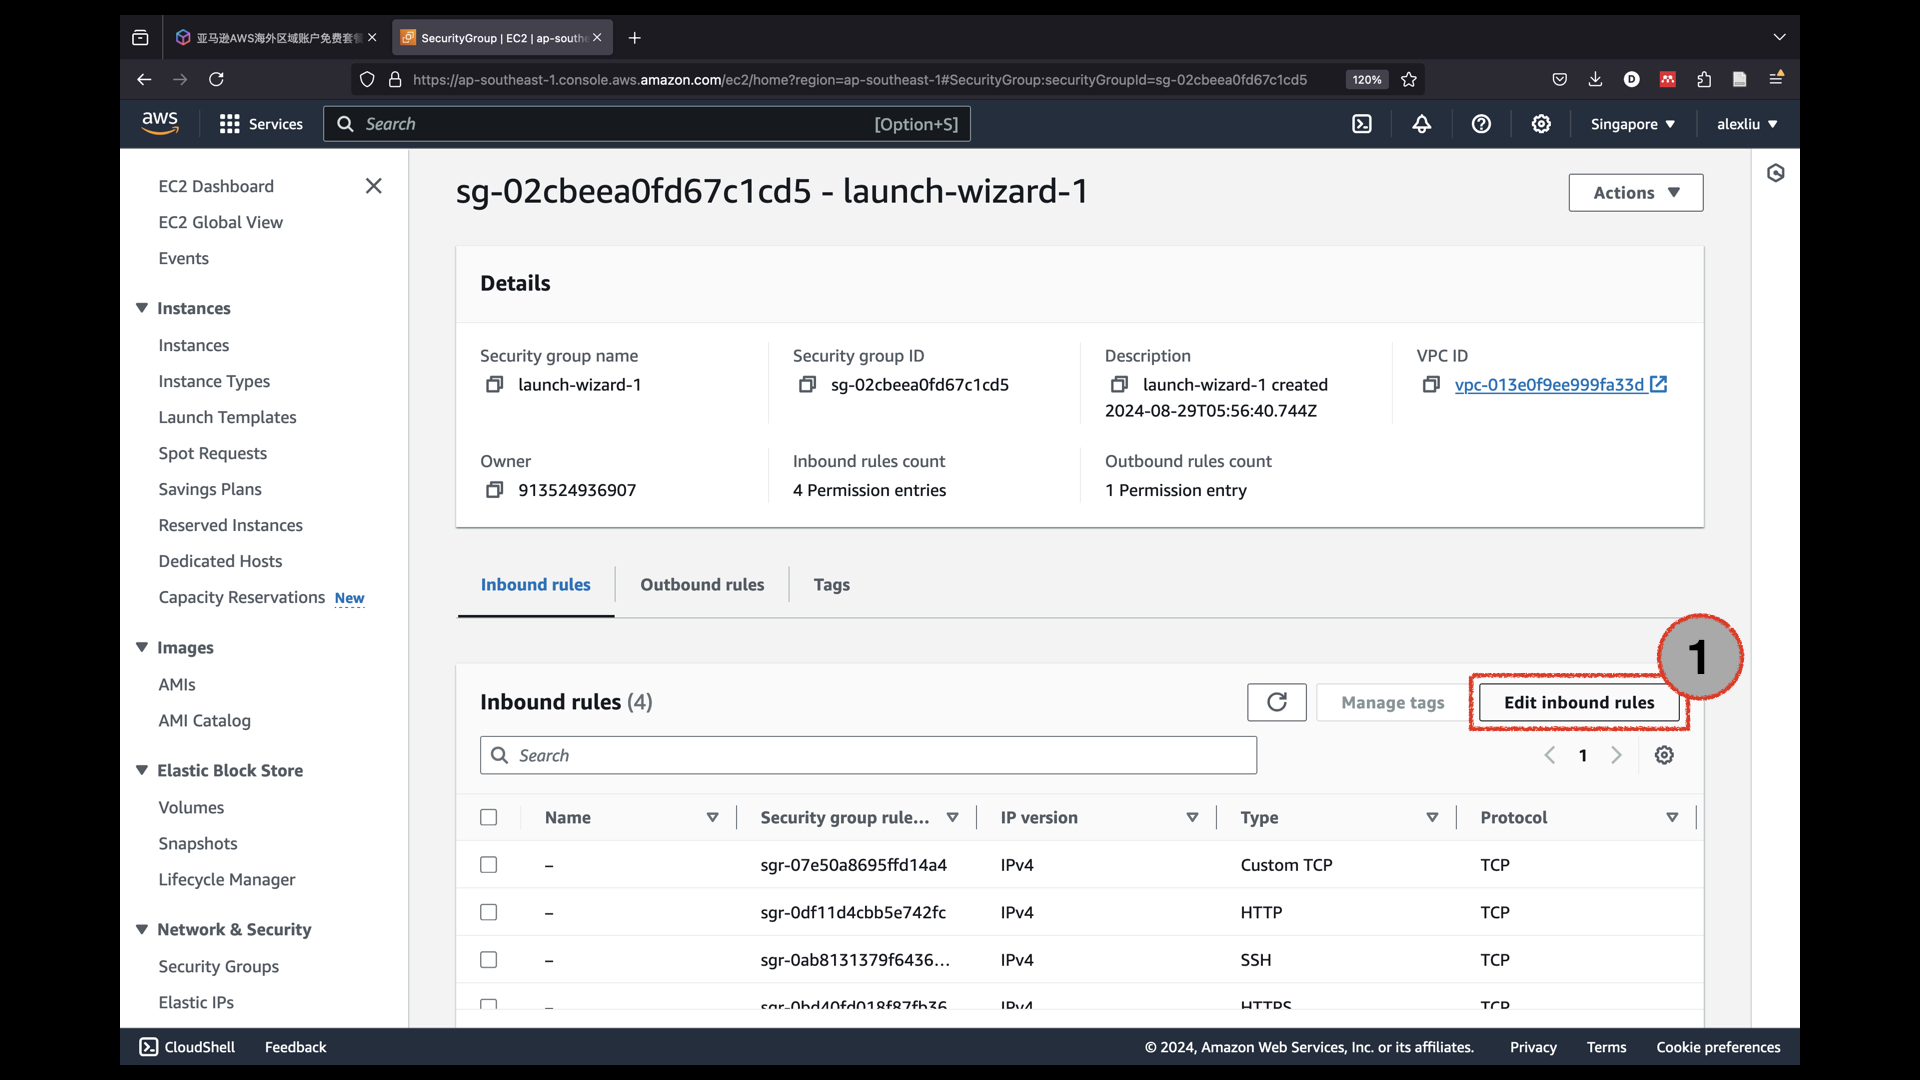 亚马逊AWS海外区域账户免费套餐
SecurityGroup | EC2 | ap-southe
https://ap-southeast-1.console.aws.amazon.com/ec2/home?region=ap-southeast-1#SecurityGroup:securityGroupId=sg-02cbeea0fd67c1cd5
120%
aws
Services
Search
[Option+S]
Singapore
alexliu
EC2 Dashboard
EC2 Global View
Events
Instances
Instances
Instance Types
Launch Templates
Spot Requests
Savings Plans
Reserved Instances
Dedicated Hosts
Capacity Reservations New
Images
AMIs
AMI Catalog
Elastic Block Store
Volumes
Snapshots
Lifecycle Manager
Network & Security
Security Groups
Elastic IPs
sg-02cbeea0fd67c1cd5 - launch-wizard-1
Actions
Details
Security group name
launch-wizard-1
Security group ID
sg-02cbeea0fd67c1cd5
Description
launch-wizard-1 created
2024-08-29T05:56:40.744Z
VPC ID
vpc-013e0f9ee999fa33d
Owner
913524936907
Inbound rules count
4 Permission entries
Outbound rules count
1 Permission entry
Inbound rules
Outbound rules
Tags
1
Inbound rules (4)
Manage tags
Edit inbound rules
Search
1
Name Security group rule... IP version Type Protocol
– sgr-07e50a8695ffd14a4 IPv4 Custom TCP TCP
– sgr-0df11d4cbb5e742fc IPv4 HTTP TCP
– sgr-0ab8131379f6436... IPv4 SSH TCP
– sgr-0bd40fd018f87fb36 IPv4 HTTPS TCP
CloudShell
Feedback
© 2024, Amazon Web Services, Inc. or its affiliates.
Privacy
Terms
Cookie preferences